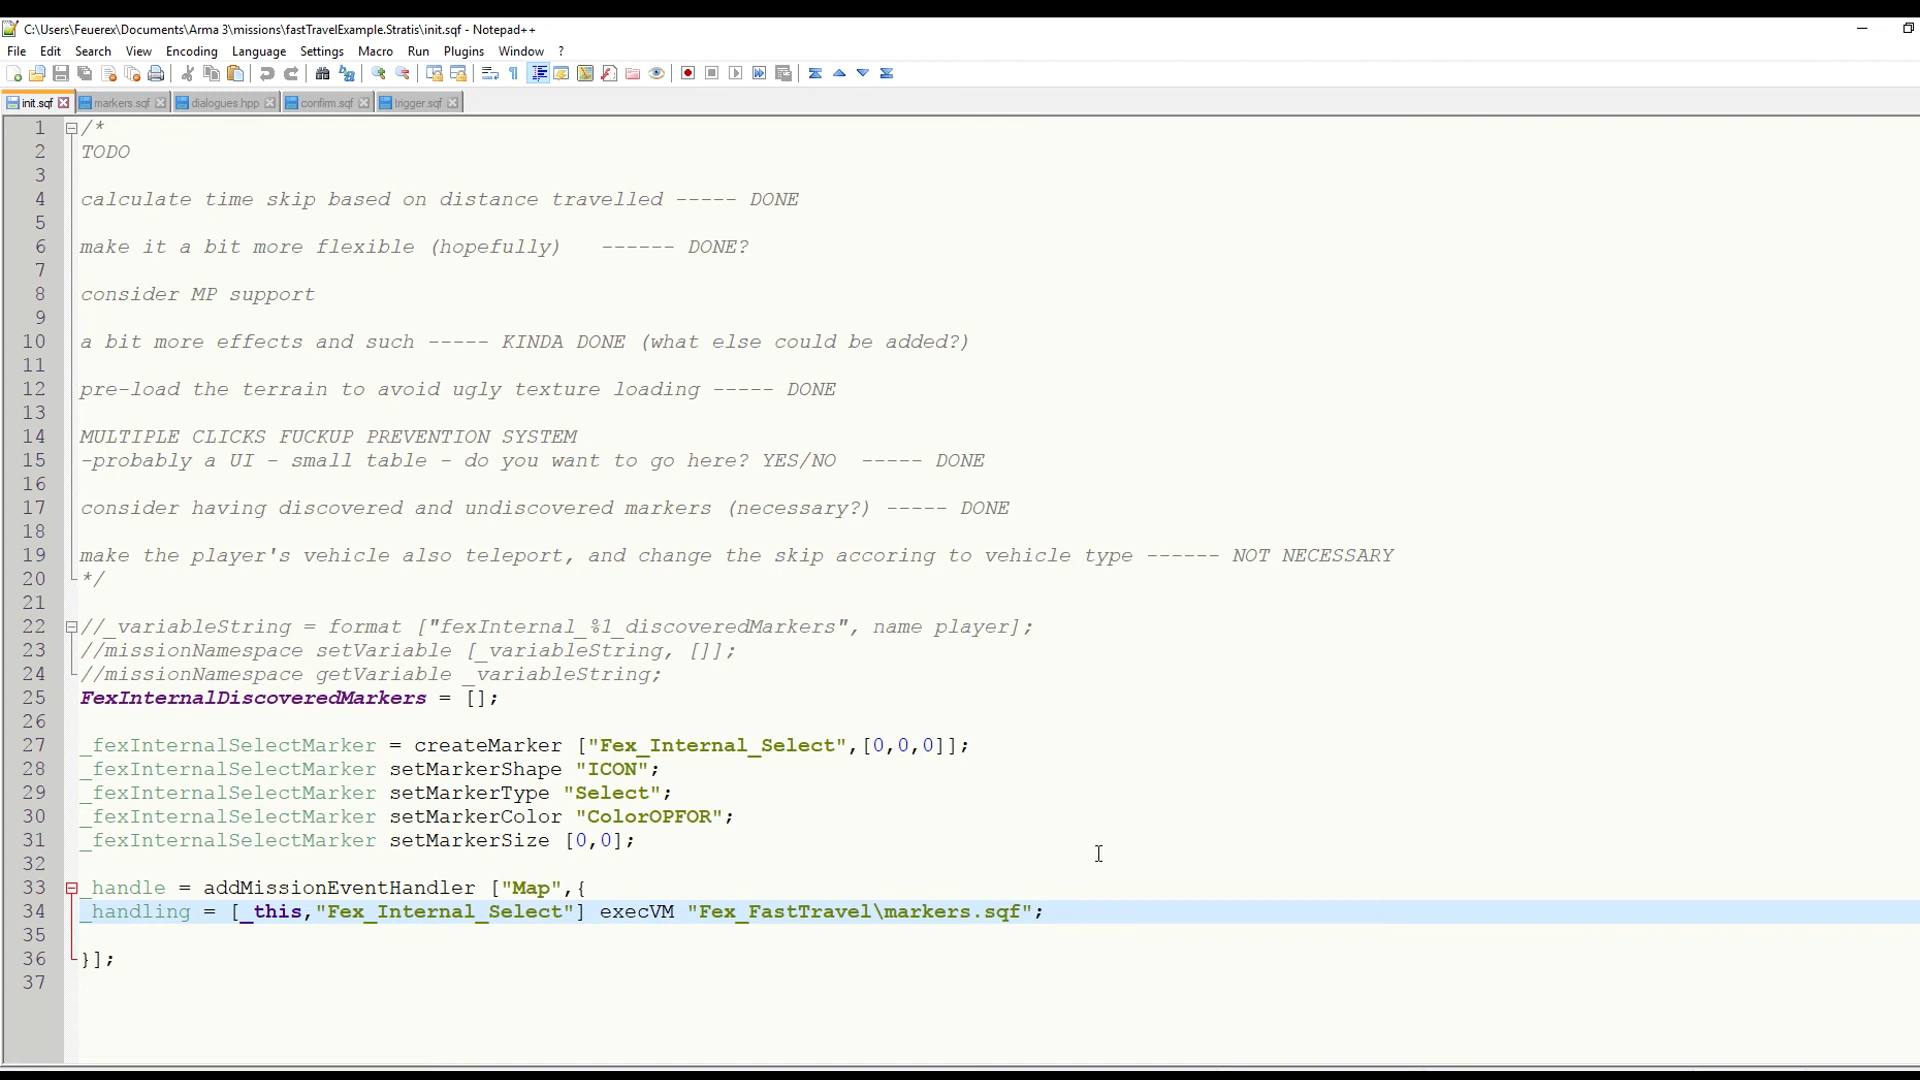 C:\Users\Feuerex\Documents\Arma 3\missions\fastTravelExample.Stratis\init.sqf - Notepad++
File Edit Search View Encoding Language Settings Macro Run Plugins Window ?
init.sqf markers.sqf dialogues.hpp confirm.sqf trigger.sqf
1 /*
2 TODO
3
4 calculate time skip based on distance travelled ----- DONE
5
6 make it a bit more flexible (hopefully) ------ DONE?
7
8 consider MP support
9
10 a bit more effects and such ----- KINDA DONE (what else could be added?)
11
12 pre-load the terrain to avoid ugly texture loading ----- DONE
13
14 MULTIPLE CLICKS FUCKUP PREVENTION SYSTEM
15 -probably a UI - small table - do you want to go here? YES/NO ----- DONE
16
17 consider having discovered and undiscovered markers (necessary?) ----- DONE
18
19 make the player's vehicle also teleport, and change the skip accoring to vehicle type ------ NOT NECESSARY
20 */
21
22 //_variableString = format ["fexInternal_%1_discoveredMarkers", name player];
23 //missionNamespace setVariable [_variableString, []];
24 //missionNamespace getVariable _variableString;
25 FexInternalDiscoveredMarkers = [];
26
27 _fexInternalSelectMarker = createMarker ["Fex_Internal_Select",[0,0,0]];
28 _fexInternalSelectMarker setMarkerShape "ICON";
29 _fexInternalSelectMarker setMarkerType "Select";
30 _fexInternalSelectMarker setMarkerColor "ColorOPFOR";
31 _fexInternalSelectMarker setMarkerSize [0,0];
32
33 _handle = addMissionEventHandler ["Map",{
34 _handling = [_this,"Fex_Internal_Select"] execVM "Fex_FastTravel\markers.sqf";
35
36 }];
37